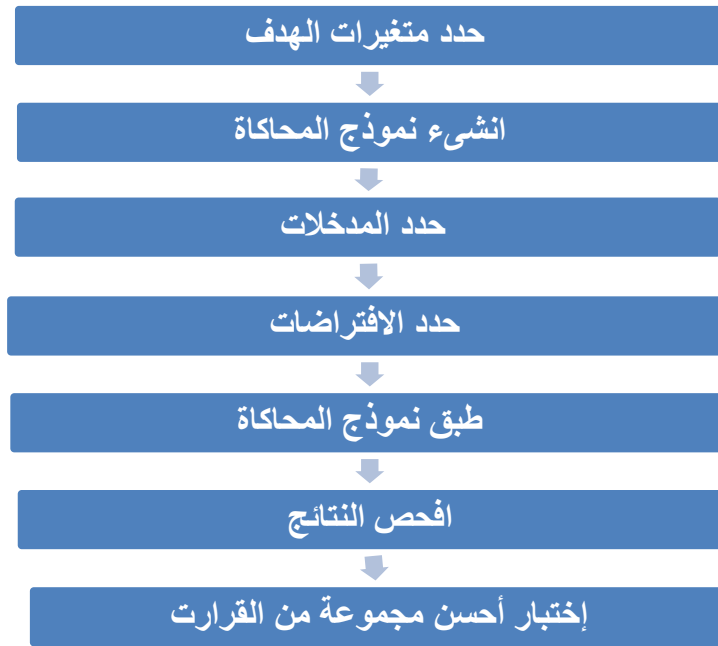 حدد متغيرات الهدف
انشىء نموذج المحاكاة
حدد المدخلات
حدد الافتراضات
طبق نموذج المحاكاة
افحص النتائج
إختبار أحسن مجموعة من القرارت